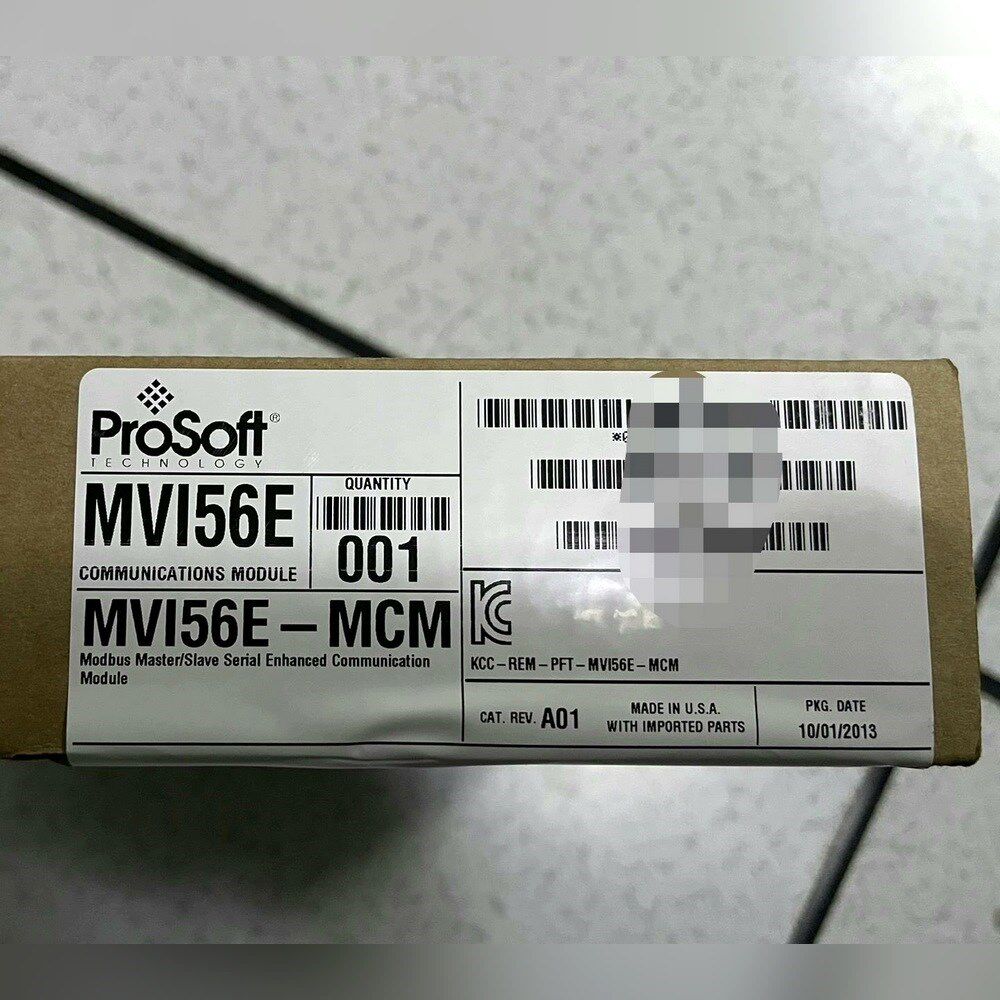 ProSoft®
TECHNOLOGY
MVI56E
COMMUNICATIONS MODULE
QUANTITY
001
MVI56E – MCM
Modbus Master/Slave Serial Enhanced Communication
Module
KCC – REM – PFT – MVI56E – MCM
CAT. REV. A01
MADE IN U.S.A.
WITH IMPORTED PARTS
PKG. DATE
10/01/2013